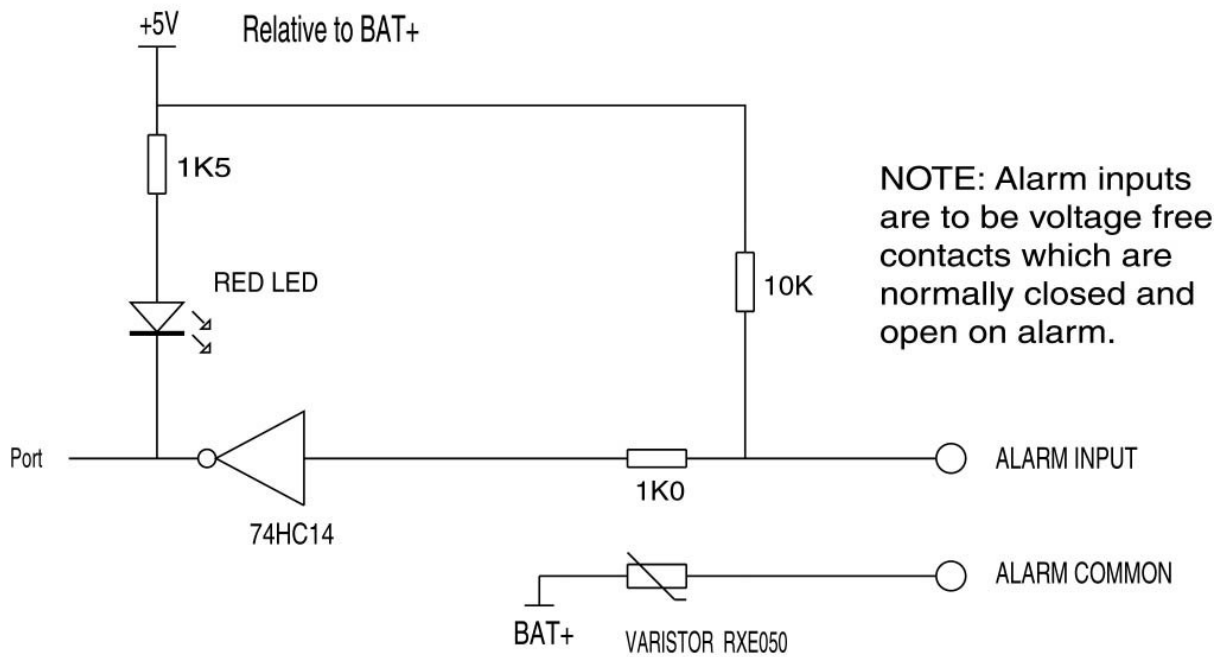 +5V
Relative to BAT+
1K5
RED LED
10K
NOTE: Alarm inputs
are to be voltage free
contacts which are
normally closed and
open on alarm.
Port
74HC14
1K0
ALARM INPUT
ALARM COMMON
BAT+
VARISTOR RXE050